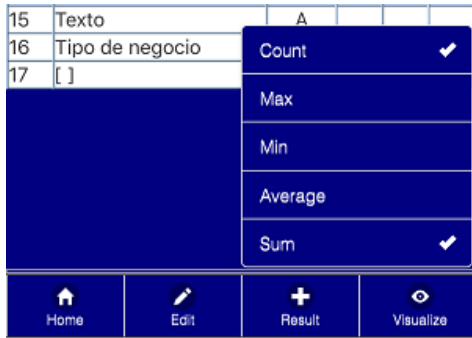 15 Texto A
16 Tipo de negocio
17 [ ]
Count
Max
Min
Average
Sum
Home Edit Result Visualize